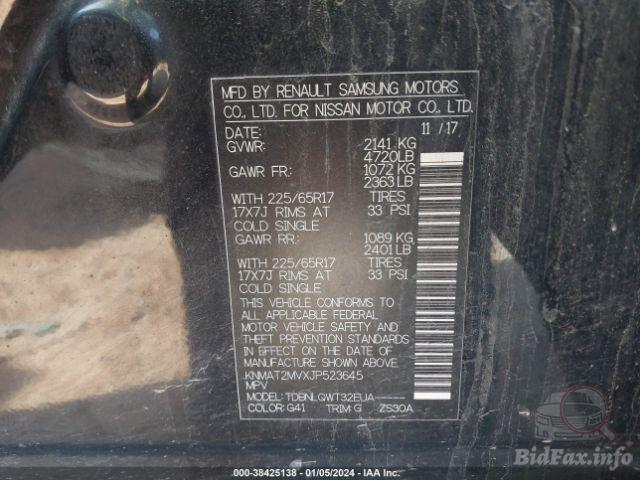 MFD BY RENAULT SAMSUNG MOTORS
CO., LTD. FOR NISSAN MOTOR CO., LTD.
DATE: 11 /17
GVWR: 2141 KG
4720LB
GAWR FR: 1072 KG
2363LB
WITH 225/65R17 TIRES
17X7J RIMS AT 33 PSI
COLD SINGLE
GAWR RR: 1089 KG
2401LB
WITH 225/65R17 TIRES
17X7J RIMS AT 33 PSI
COLD SINGLE
THIS VEHICLE CONFORMS TO
ALL APPLICABLE FEDERAL
MOTOR VEHICLE SAFETY AND
THEFT PREVENTION STANDARDS
IN EFFECT ON THE DATE OF
MANUFACTURE SHOWN ABOVE.
KNMAT2MVXJP523645
MPV
MODEL: TDBNLQWT32EUA------
COLOR: G41 TRIM G ZS30A
000-38425138 - 01/05/2024 - IAA Inc.
BidFax.info